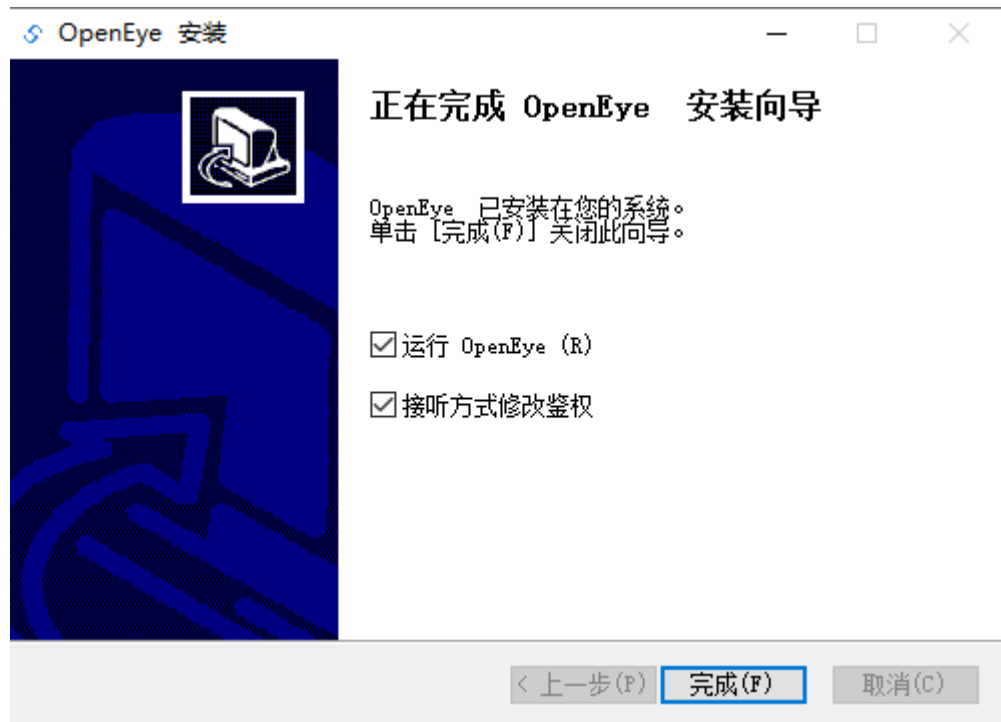 OpenEye 安装
正在完成 OpenEye 安装向导
OpenEye 已安装在您的系统。
单击 [完成(F)] 关闭此向导。
运行 OpenEye (R)
接听方式修改鉴权
< 上一步(P) 完成(F) 取消(C)